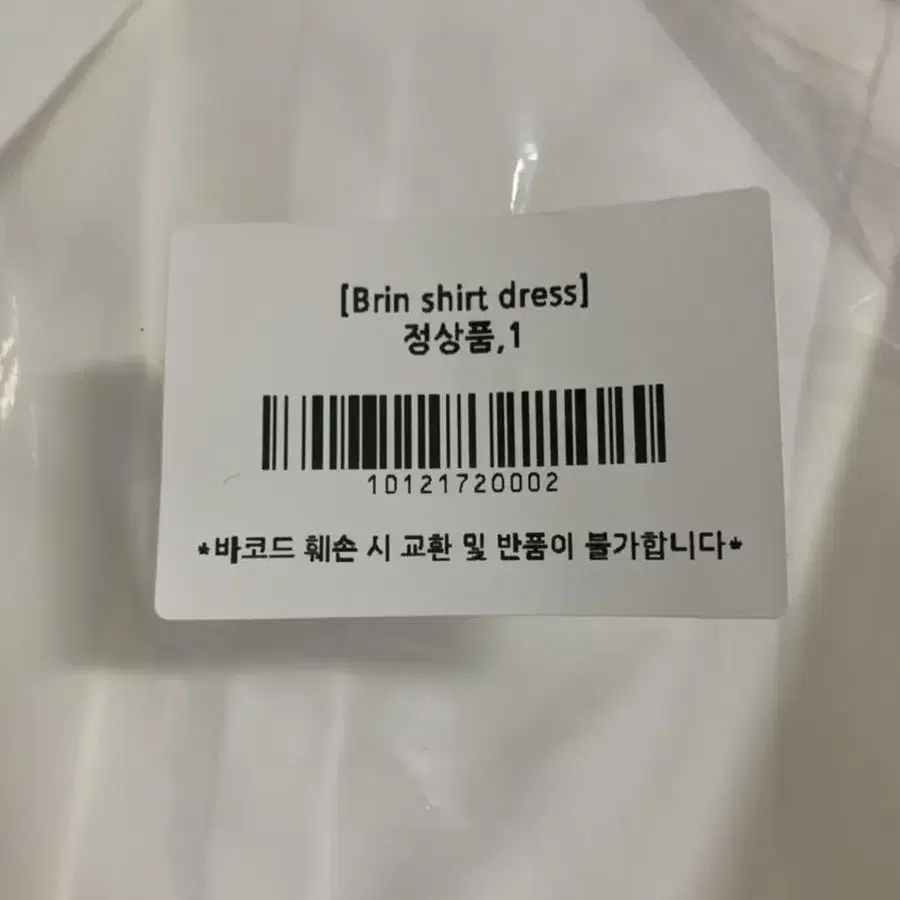 [Brin shirt dress]
정상품,1
10121720002
*바코드 훼손 시 교환 및 반품이 불가합니다*